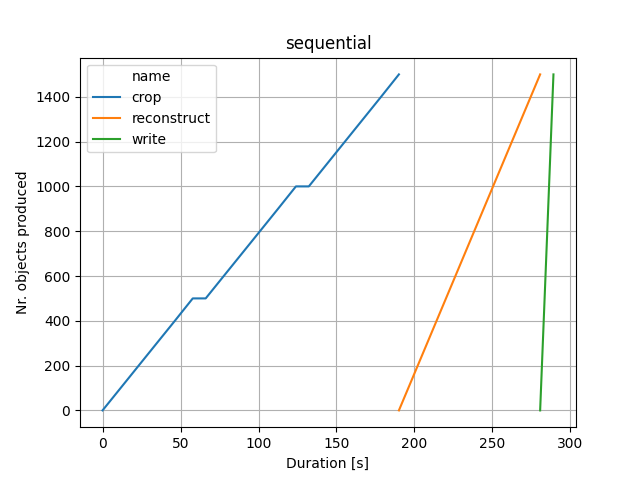 sequential
name
crop
reconstruct
write
Nr. objects produced
1400
1200
1000
800
600
400
200
0
0 50 100 150 200 250 300
Duration [s]